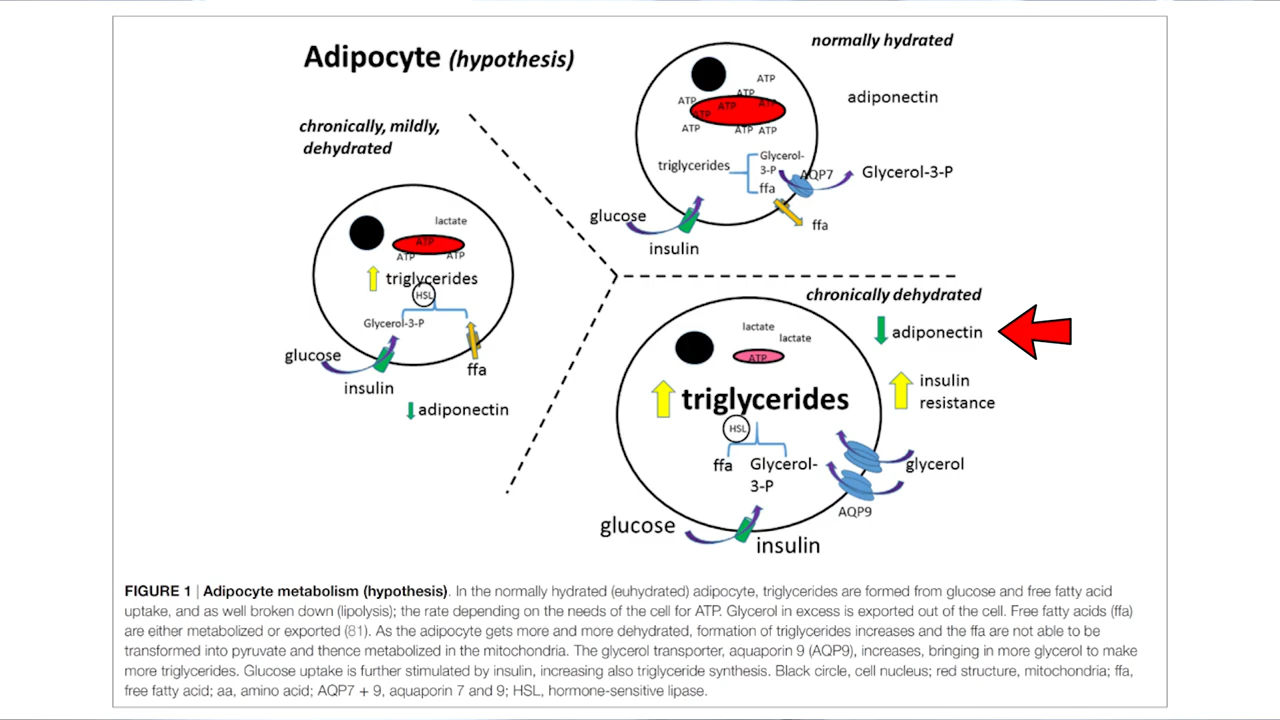 Adipocyte (hypothesis)
chronically, mildly,
dehydrated
lactate
ATP
ATP
ATP
triglycerides
HSL
Glycerol-3-P
glucose
insulin
ffa
adiponectin
normally hydrated
adiponectin
ATP
ATP
ATP
ATP
ATP
ATP
ATP
ATP
ATP
triglycerides
Glycerol-
3-P
ffa
AQP7
Glycerol-3-P
glucose
insulin
ffa
chronically dehydrated
adiponectin
insulin
resistance
lactate
lactate
ATP
triglycerides
HSL
ffa
Glycerol-
3-P
glycerol
AQP9
glucose
insulin
FIGURE 1 | Adipocyte metabolism (hypothesis). In the normally hydrated (euhydrated) adipocyte, triglycerides are formed from glucose and free fatty acid
uptake, and as well broken down (lipolysis); the rate depending on the needs of the cell for ATP. Glycerol in excess is exported out of the cell. Free fatty acids (ffa)
are either metabolized or exported (81). As the adipocyte gets more and more dehydrated, formation of triglycerides increases and the ffa are not able to be
transformed into pyruvate and thence metabolized in the mitochondria. The glycerol transporter, aquaporin 9 (AQP9), increases, bringing in more glycerol to make
more triglycerides. Glucose uptake is further stimulated by insulin, increasing also triglyceride synthesis. Black circle, cell nucleus; red structure, mitochondria; ffa,
free fatty acid; aa, amino acid; AQP7 + 9, aquaporin 7 and 9; HSL, hormone-sensitive lipase.